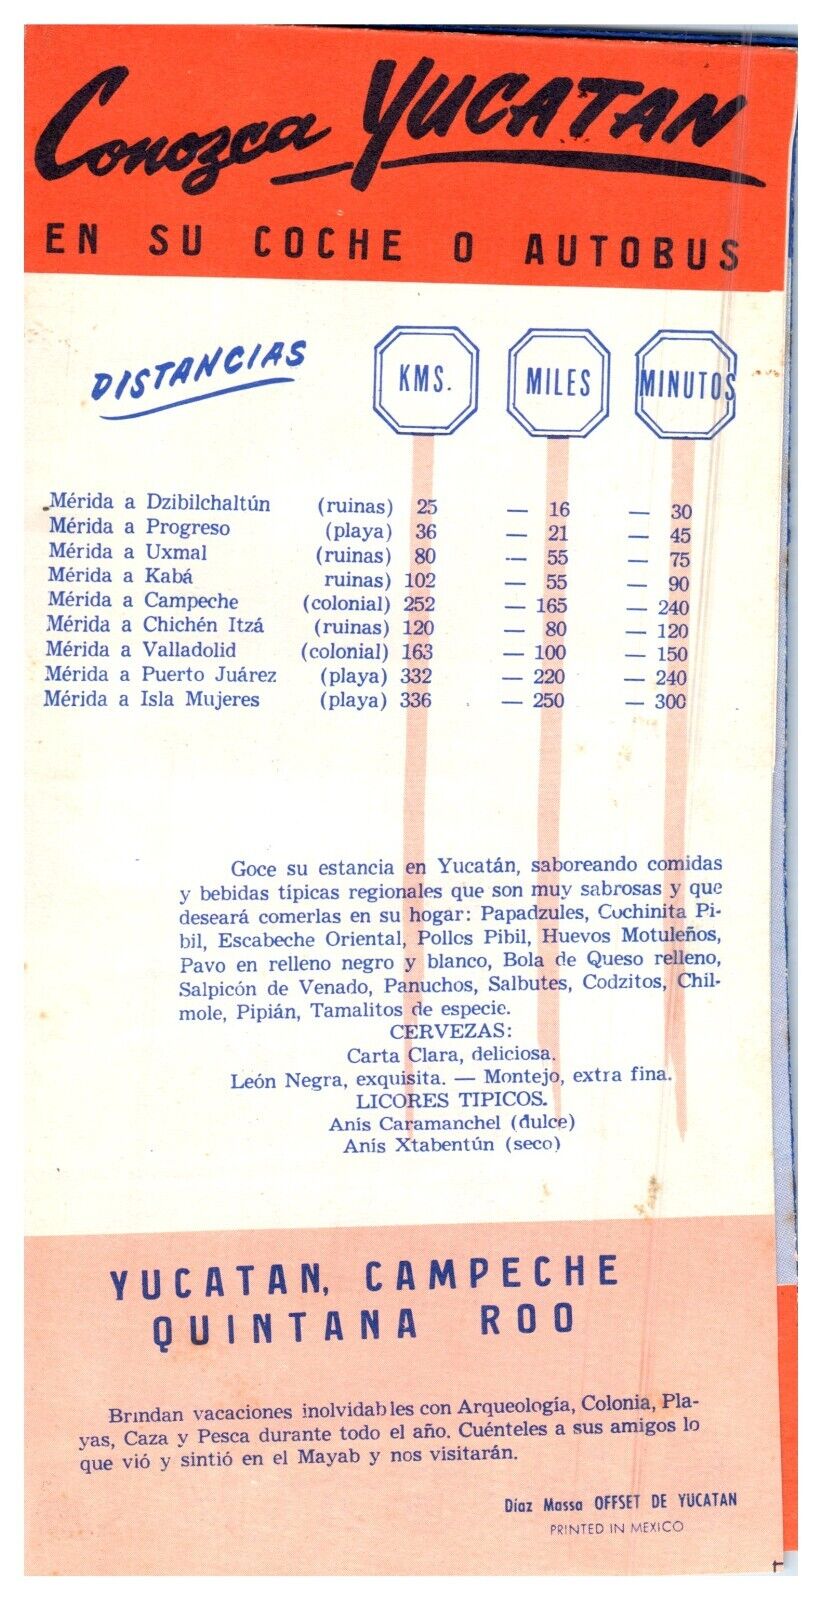 Conozca YUCATAN
EN SU COCHE O AUTOBUS
DISTANCIAS KMS. MILES MINUTOS
Mérida a Dzibilchaltún (ruinas) 25 — 16 — 30
Mérida a Progreso (playa) 36 — 21 — 45
Mérida a Uxmal (ruinas) 80 — 55 — 75
Mérida a Kabá ruinas) 102 — 55 — 90
Mérida a Campeche (colonial) 252 — 165 — 240
Mérida a Chichén Itzá (ruinas) 120 — 80 — 120
Mérida a Valladolid (colonial) 163 — 100 — 150
Mérida a Puerto Juárez (playa) 332 — 220 — 240
Mérida a Isla Mujeres (playa) 336 — 250 — 300
Goce su estancia en Yucatán, saboreando comidas
y bebidas típicas regionales que son muy sabrosas y que
deseará comerlas en su hogar: Papadzules, Cochinita Pi-
bil, Escabeche Oriental, Pollos Pibil, Huevos Motuleños,
Pavo en relleno negro y blanco, Bola de Queso relleno,
Salpicón de Venado, Panuchos, Salbutes, Codzitos, Chil-
mole, Pipián, Tamalitos de especie.
CERVEZAS:
Carta Clara, deliciosa.
León Negra, exquisita. — Montejo, extra fina.
LICORES TIPICOS.
Anís Caramanchel (dulce)
Anís Xtabentún (seco)
YUCATAN, CAMPECHE
QUINTANA ROO
Brindan vacaciones inolvidables con Arqueología, Colonia, Pla-
yas, Caza y Pesca durante todo el año. Cuénteles a sus amigos lo
que vió y sintió en el Mayab y nos visitarán.
Díaz Massa OFFSET DE YUCATAN
PRINTED IN MEXICO